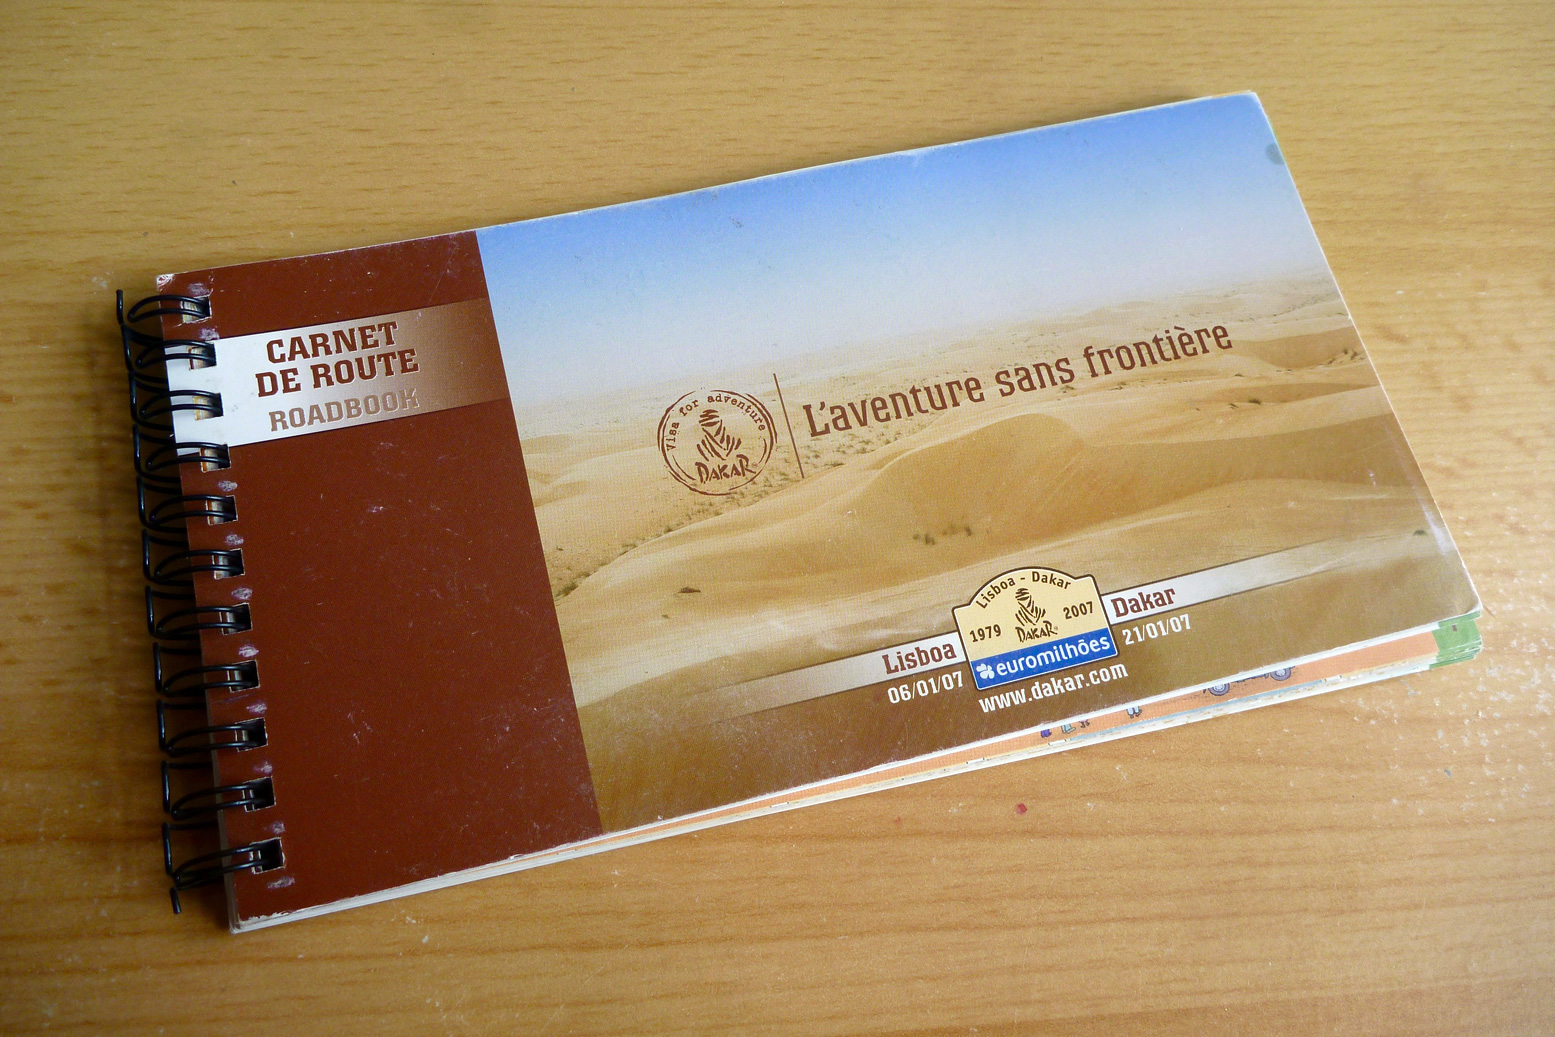 CARNET
DE ROUTE
ROADBOOK
Visa for adventure
DAKAR
L'aventure sans frontière
Lisboa - Dakar
1979 2007
DAKAR
euromilhões
Lisboa
06/01/07
Dakar
21/01/07
www.dakar.com